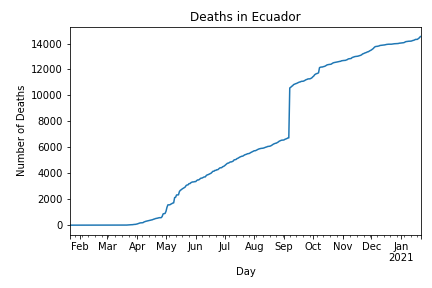 Deaths in Ecuador
Number of Deaths
14000
12000
10000
8000
6000
4000
2000
0
Feb Mar Apr May Jun Jul Aug Sep Oct Nov Dec Jan
2021
Day